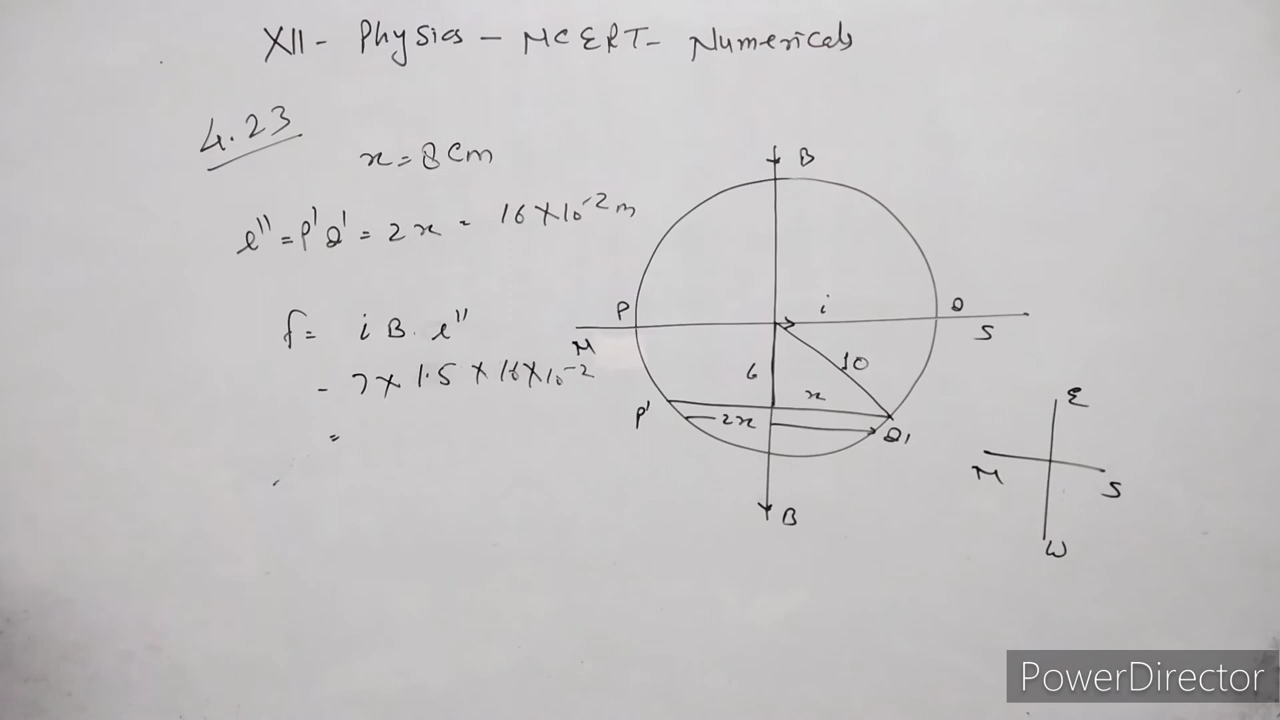 XII - Physics - NCERT - Numericals
4.23
x = 8 cm
l'' = P'Q' = 2x = 16 × 10⁻² m
f = i B . l''
- 7 × 1.5 × 16 × 10⁻²
=
B
P
i
Q
N
S
6
10
x
P'
2x
Q'
B
E
N
S
W
PowerDirector